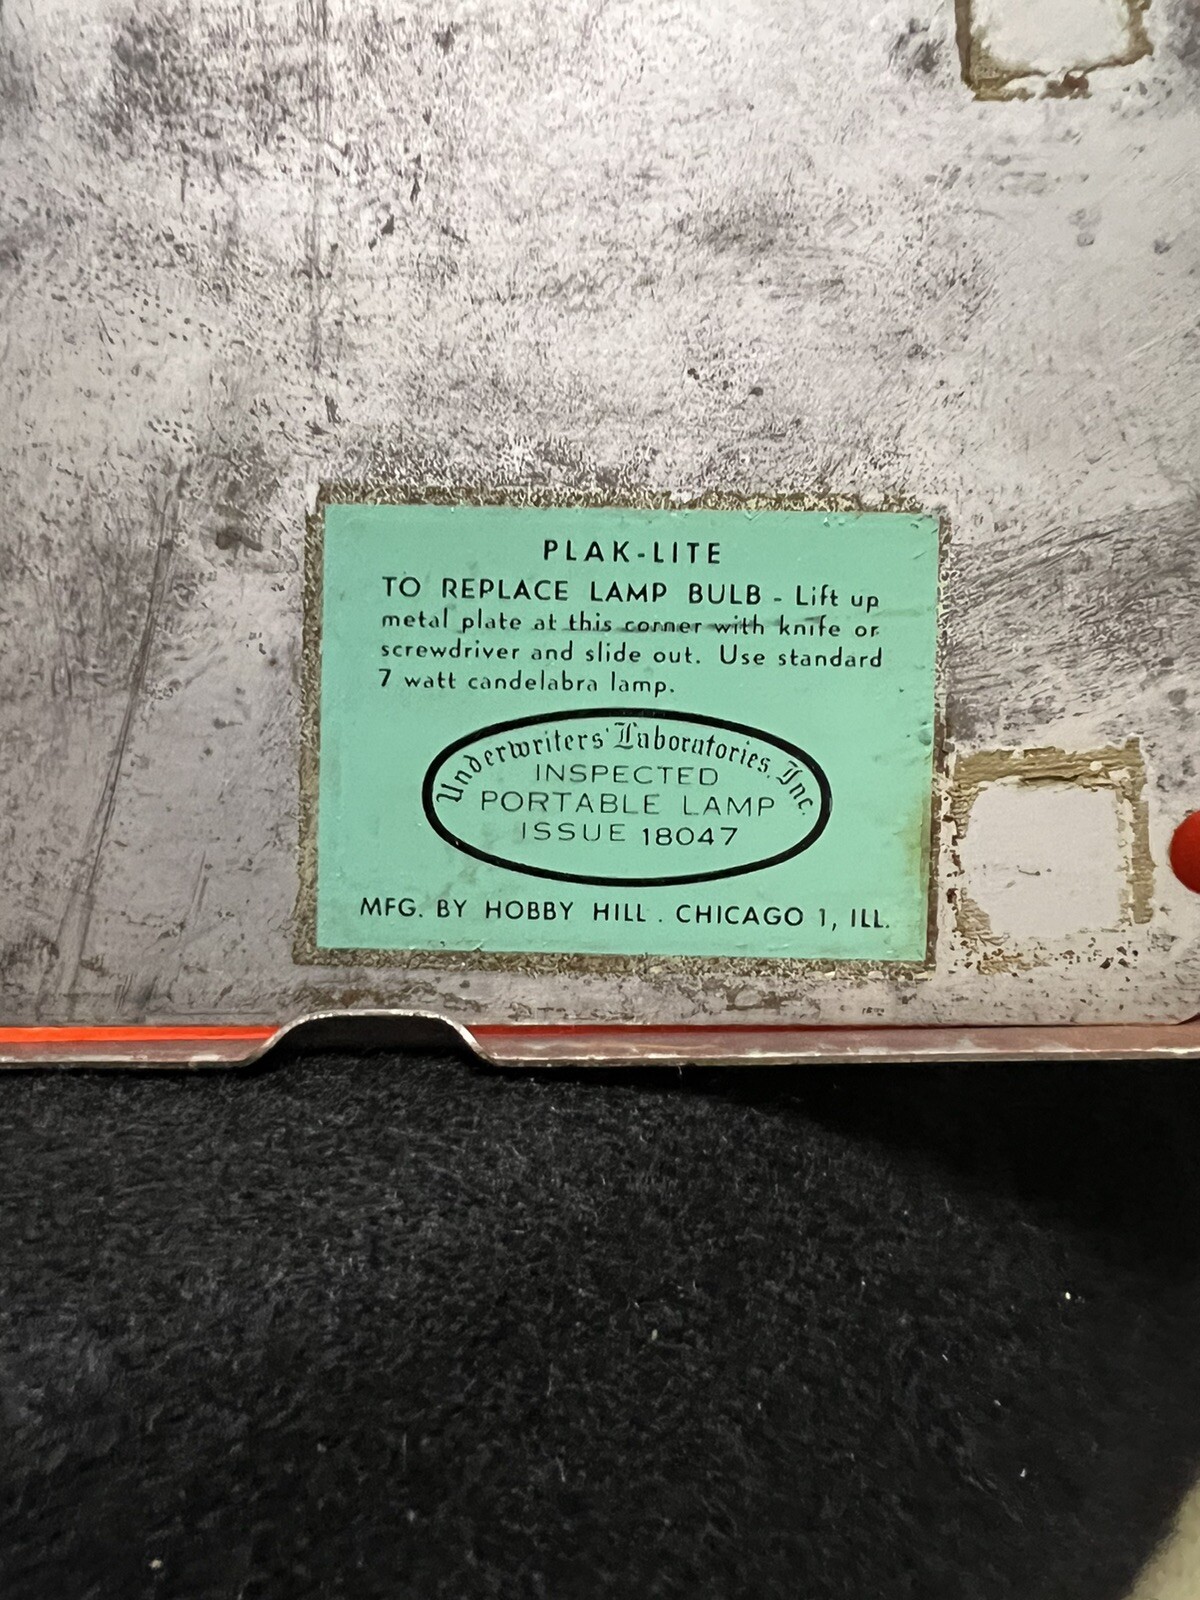 PLAK-LITE
TO REPLACE LAMP BULB - Lift up
metal plate at this corner with knife or
screwdriver and slide out. Use standard
7 watt candelabra lamp.
Underwriters' Laboratories, Inc.
INSPECTED
PORTABLE LAMP
ISSUE 18047
MFG. BY HOBBY HILL . CHICAGO 1, ILL.